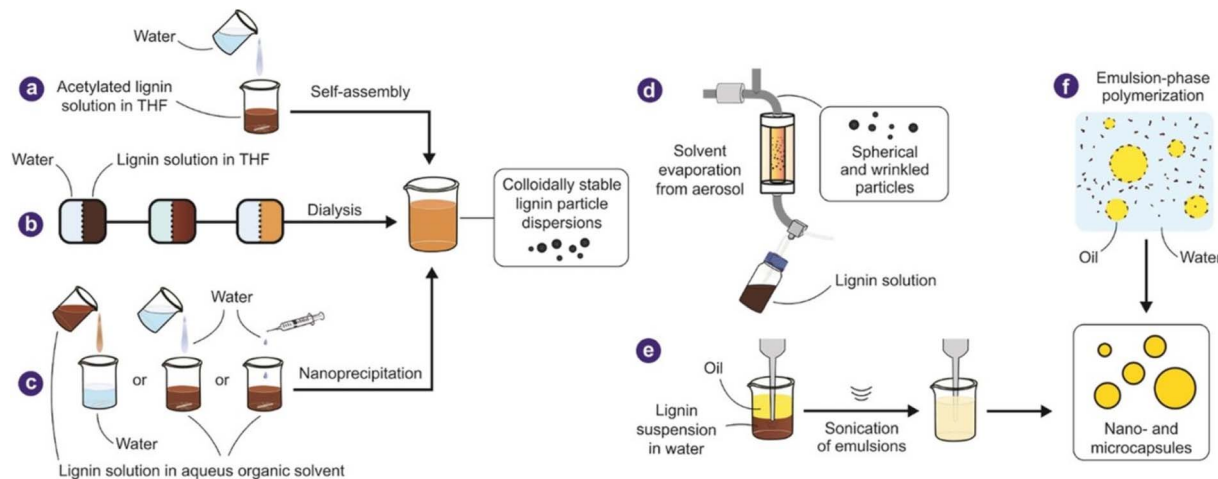 a
Water
Acetylated lignin
solution in THF
Self-assembly
Water
Lignin solution in THF
b
Dialysis
Colloidally stable
lignin particle
dispersions
c
Water
or
or
Nanoprecipitation
Water
Lignin solution in aqueus organic solvent
d
Solvent
evaporation
from aerosol
Spherical
and wrinkled
particles
Lignin solution
e
Oil
Lignin
suspension
in water
Sonication
of emulsions
f
Emulsion-phase
polymerization
Oil
Water
Nano- and
microcapsules